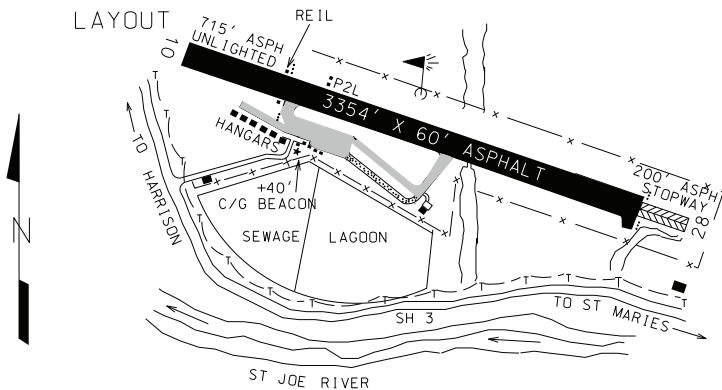 LAYOUT
REIL
715' ASPH
UNLIGHTED
10
P2L
3354' X 60' ASPHALT
HANGARS
200' ASPH
STOPWAY
28
TO HARRISON
+40'
C/G BEACON
SEWAGE LAGOON
N
SH 3
TO ST MARIES
ST JOE RIVER